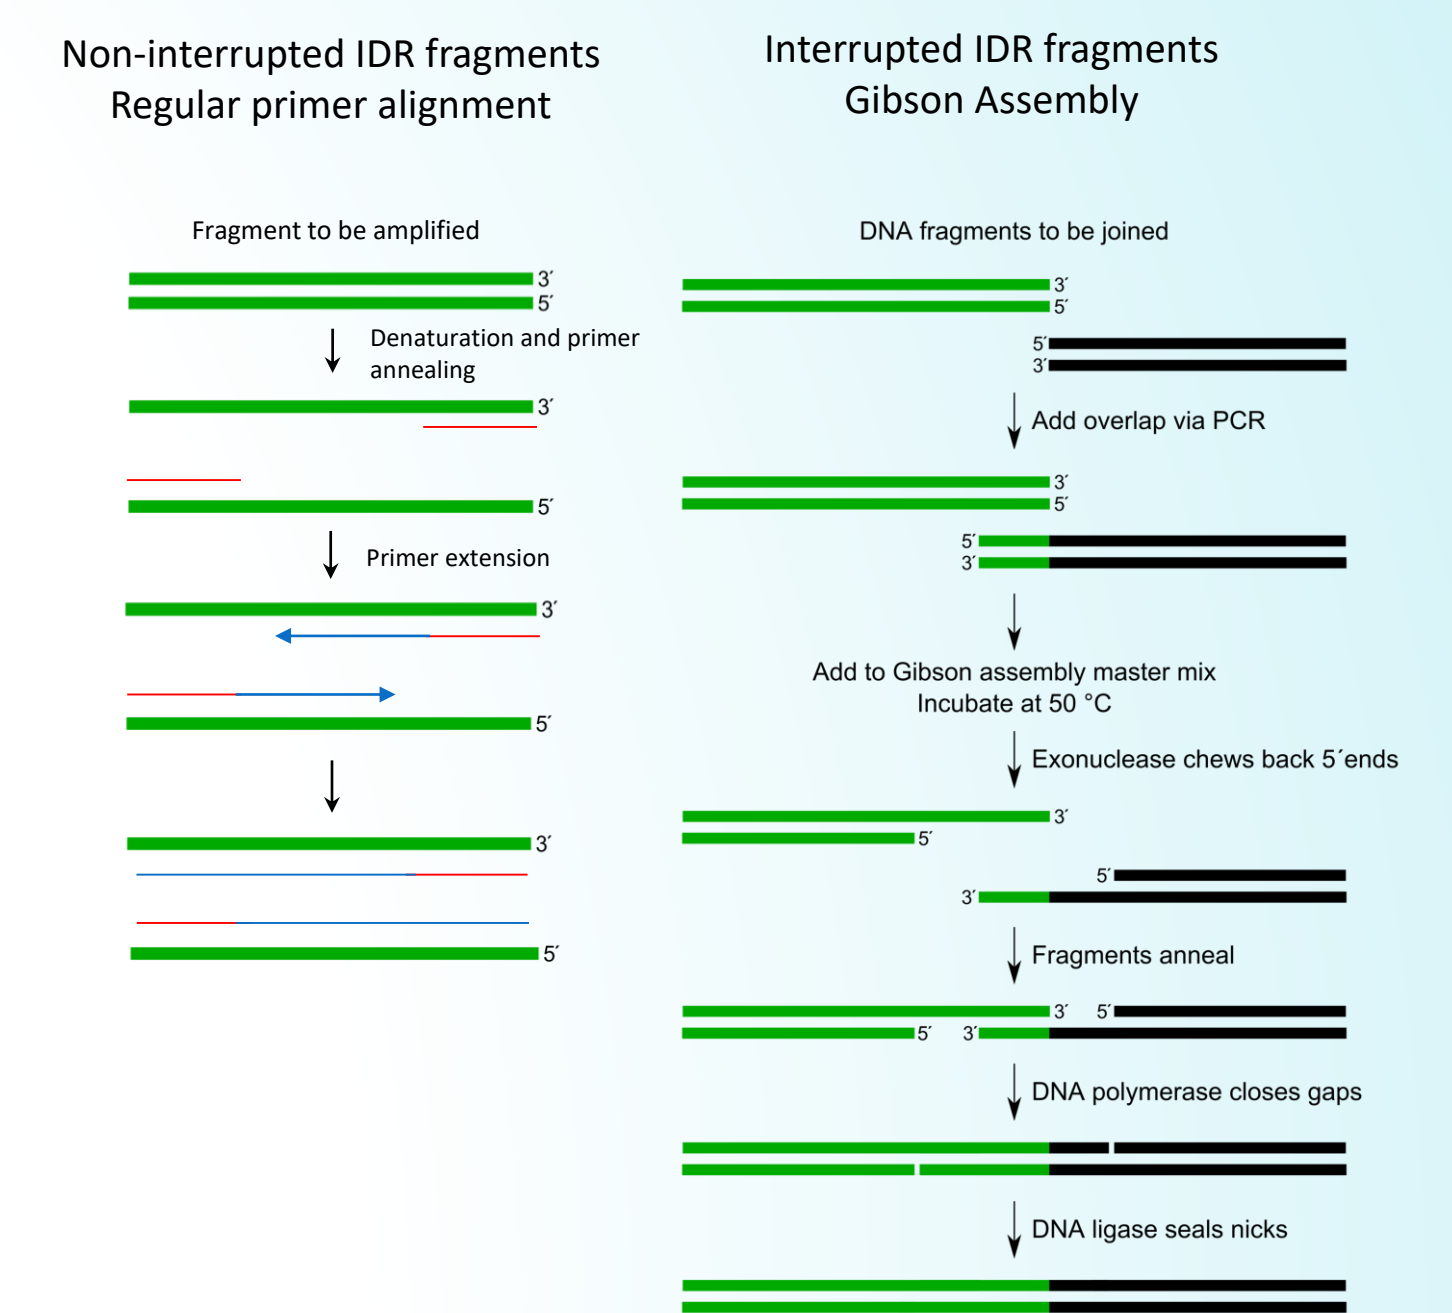 Non-interrupted IDR fragments
Regular primer alignment
Fragment to be amplified
3´
5´
Denaturation and primer
annealing
3´
5´
Primer extension
3´
5´
3´
5´
Interrupted IDR fragments
Gibson Assembly
DNA fragments to be joined
3´
5´
5´
3´
Add overlap via PCR
3´
5´
5´
3´
Add to Gibson assembly master mix
Incubate at 50 °C
Exonuclease chews back 5´ends
3´
5´
5´
3´
Fragments anneal
3´ 5´
5´ 3´
DNA polymerase closes gaps
DNA ligase seals nicks